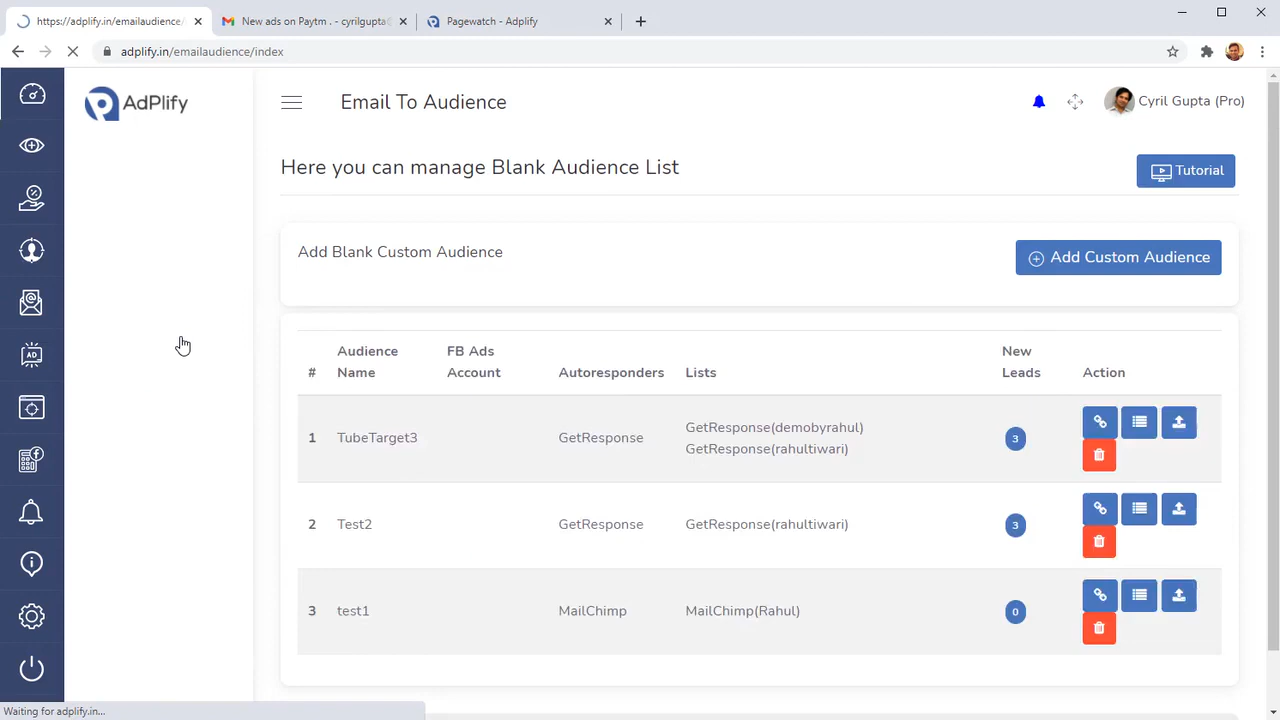 https://adplify.in/emailaudience/
New ads on Paytm . - cyrilgupta@
Pagewatch - Adplify
adplify.in/emailaudience/index
AdPlify
Email To Audience
Cyril Gupta (Pro)
Here you can manage Blank Audience List
Tutorial
Add Blank Custom Audience
Add Custom Audience
# Audience Name FB Ads Account Autoresponders Lists New Leads Action
1 TubeTarget3 GetResponse GetResponse(demobyrahul) 3
GetResponse(rahultiwari)
2 Test2 GetResponse GetResponse(rahultiwari) 3
3 test1 MailChimp MailChimp(Rahul) 0
AD
Waiting for adplify.in...